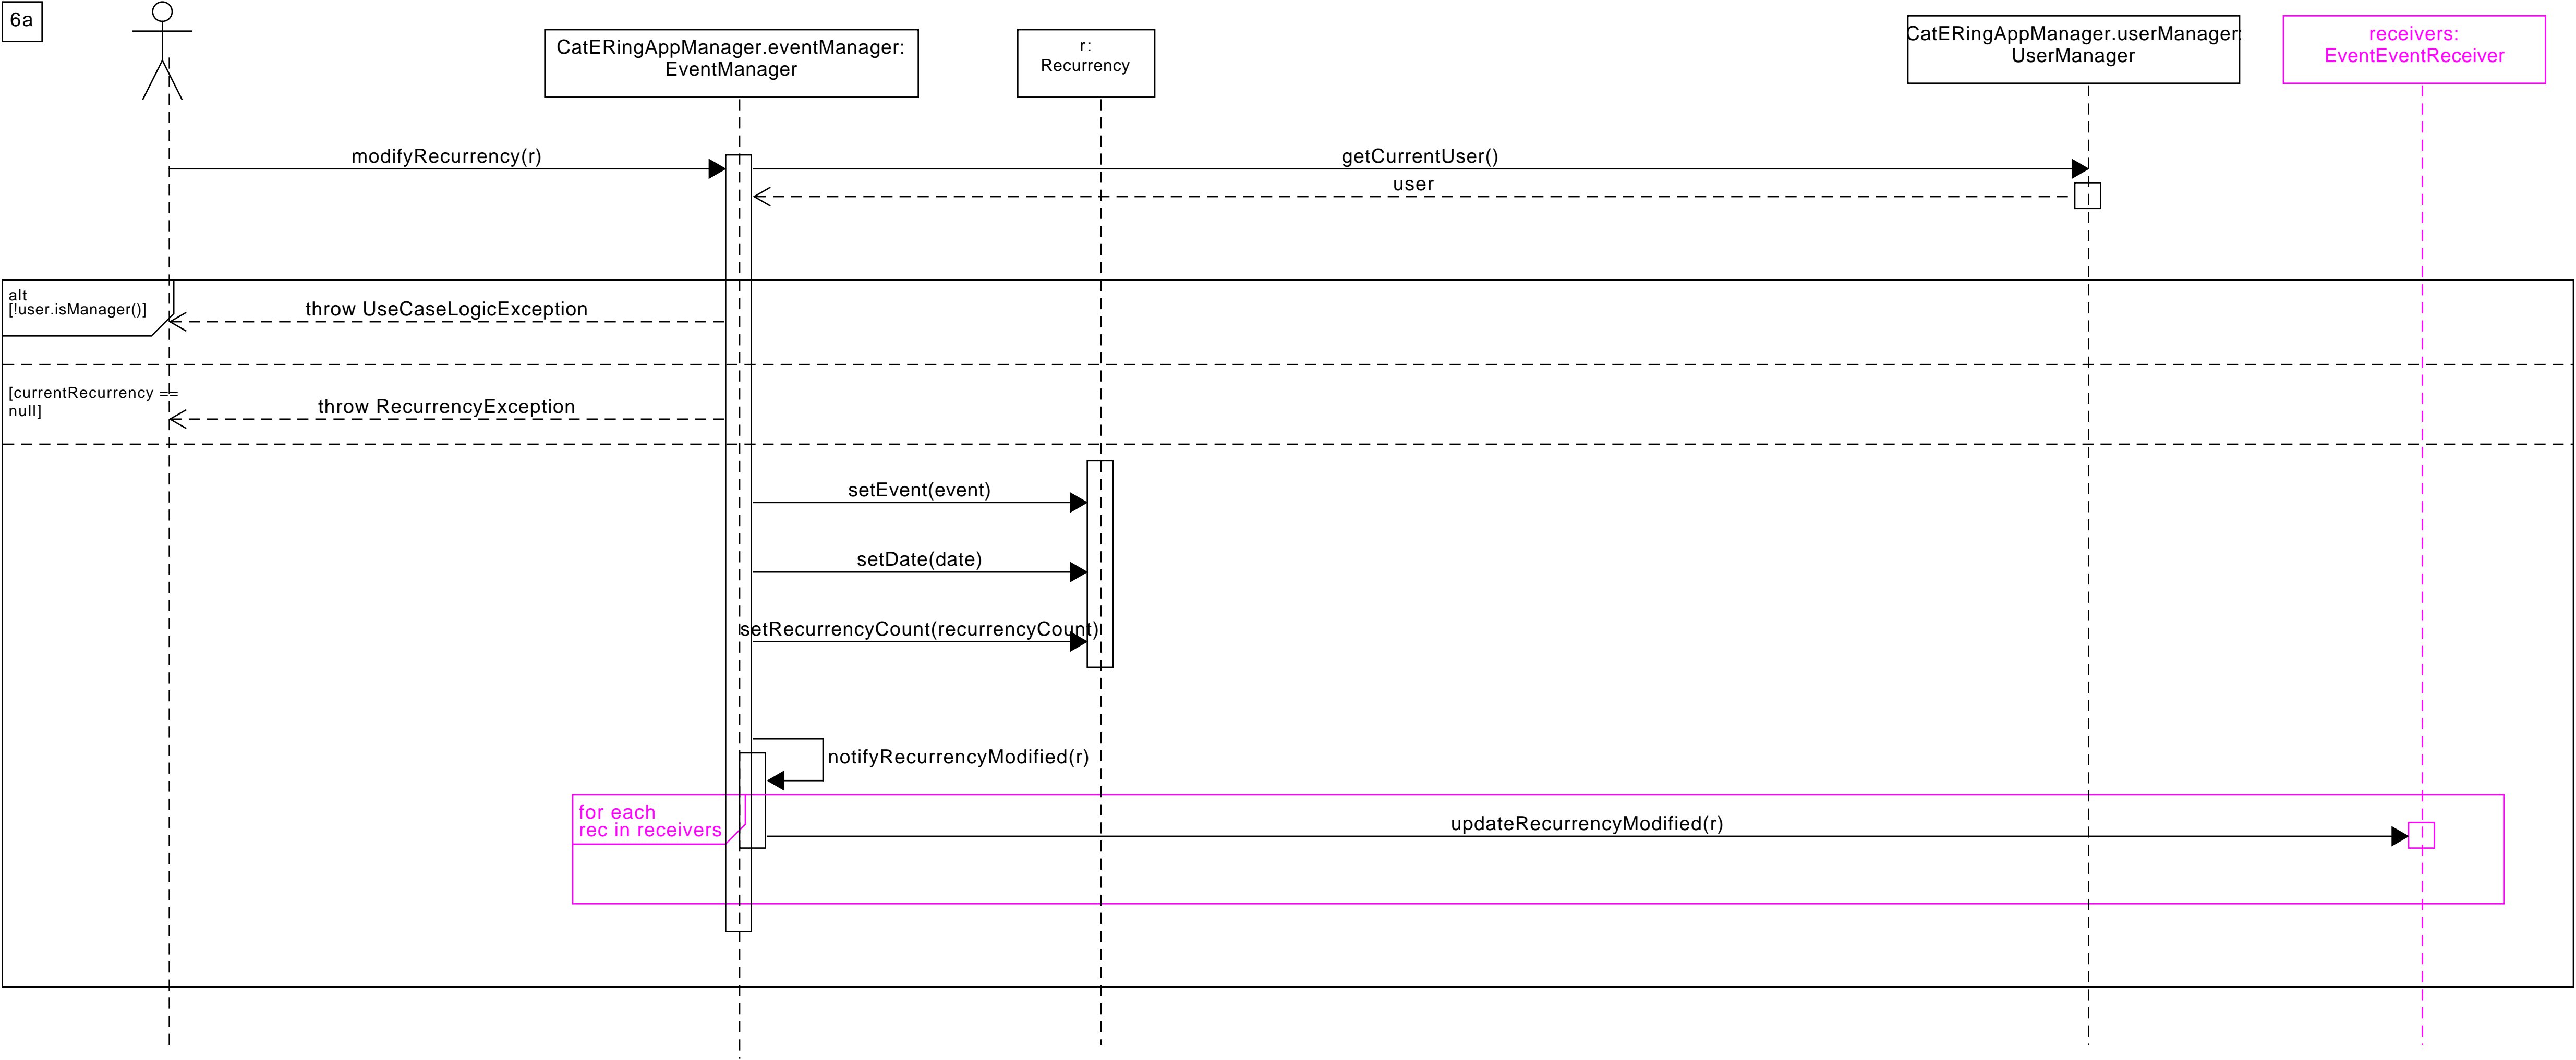 6a
CatERingAppManager.eventManager:
EventManager
r:
Recurrency
CatERingAppManager.userManager:
UserManager
receivers:
EventEventReceiver
modifyRecurrency(r)
getCurrentUser()
user
alt
[!user.isManager()]
throw UseCaseLogicException
[currentRecurrency ==
null]
throw RecurrencyException
setEvent(event)
setDate(date)
setRecurrencyCount(recurrencyCount)
notifyRecurrencyModified(r)
for each
rec in receivers
updateRecurrencyModified(r)